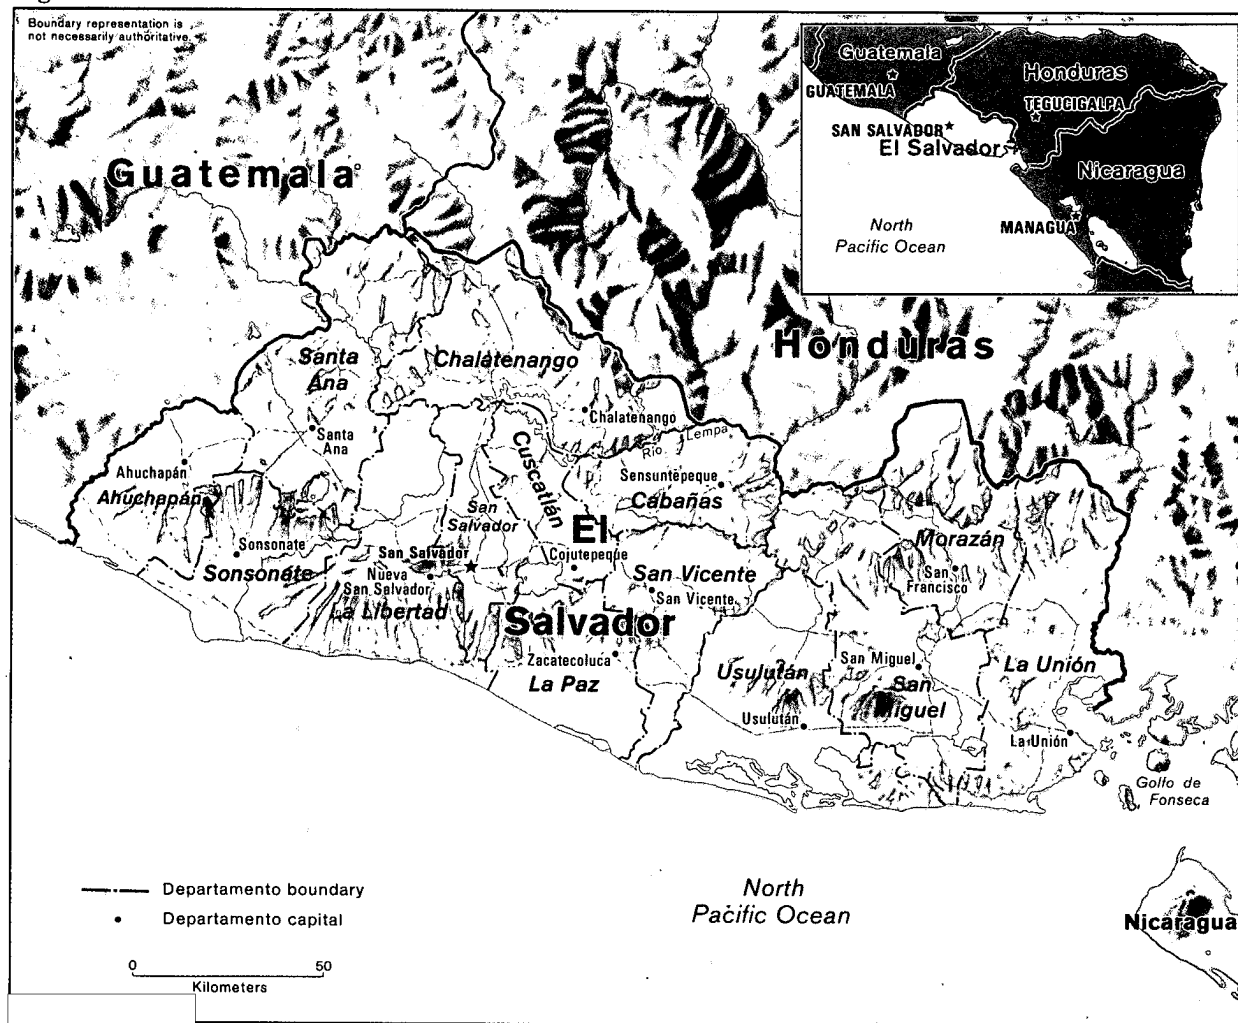 Boundary representation is
not necessarily authoritative.
Guatemala
GUATEMALA
Honduras
TEGUCIGALPA
SAN SALVADOR
El Salvador
Nicaragua
MANAGUA
North
Pacific Ocean
Guatemala
Honduras
Santa
Ana
Chalatenango
Chalatenango
Santa
Ana
Río
Lempa
Cuscatlán
Ahuchapán
Ahuchapán
Sensuntepeque
Cabañas
San
Salvador
El
Morazán
Sonsonate
Sonsonate
San Salvador
Cojutepeque
Nueva
San Salvador
La Libertad
San Vicente
San Vicente
San
Francisco
Salvador
Zacatecoluca
La Paz
Usulután
Usulután
San Miguel
San
Miguel
La Unión
La Unión
Golfo de
Fonseca
Departamento boundary
Departamento capital
North
Pacific Ocean
Nicaragua
0 50
Kilometers